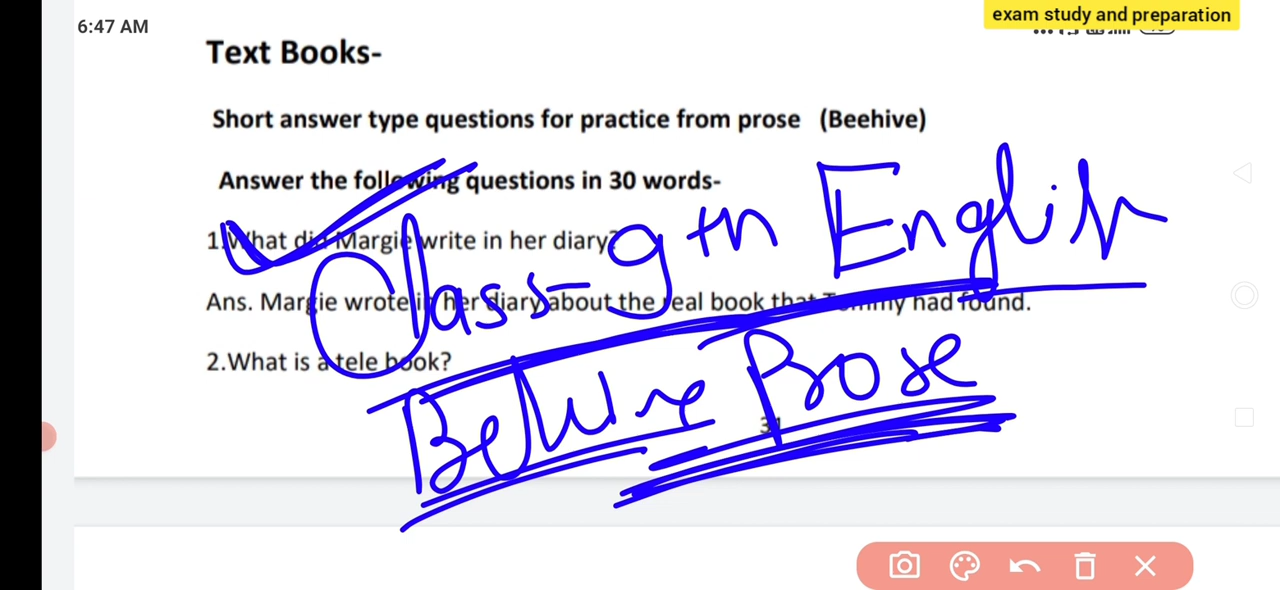 6:47 AM
exam study and preparation
Text Books-
Short answer type questions for practice from prose (Beehive)
Answer the following questions in 30 words-
1.What did Margie write in her diary?
Class-9th English
Ans. Margie wrote in her diary about the real book that Tommy had found.
2.What is a tele book?
Prose
31